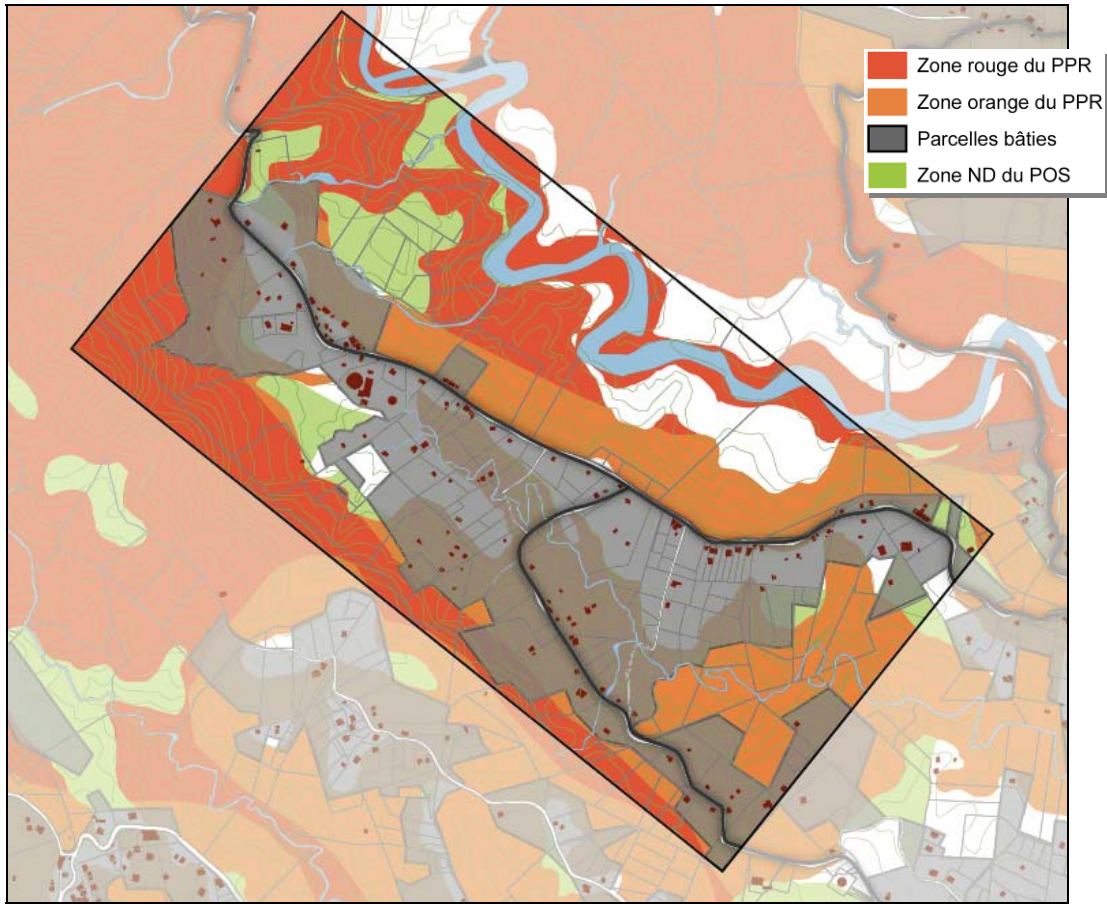 Zone rouge du PPR
Zone orange du PPR
Parcelles bâties
Zone ND du POS